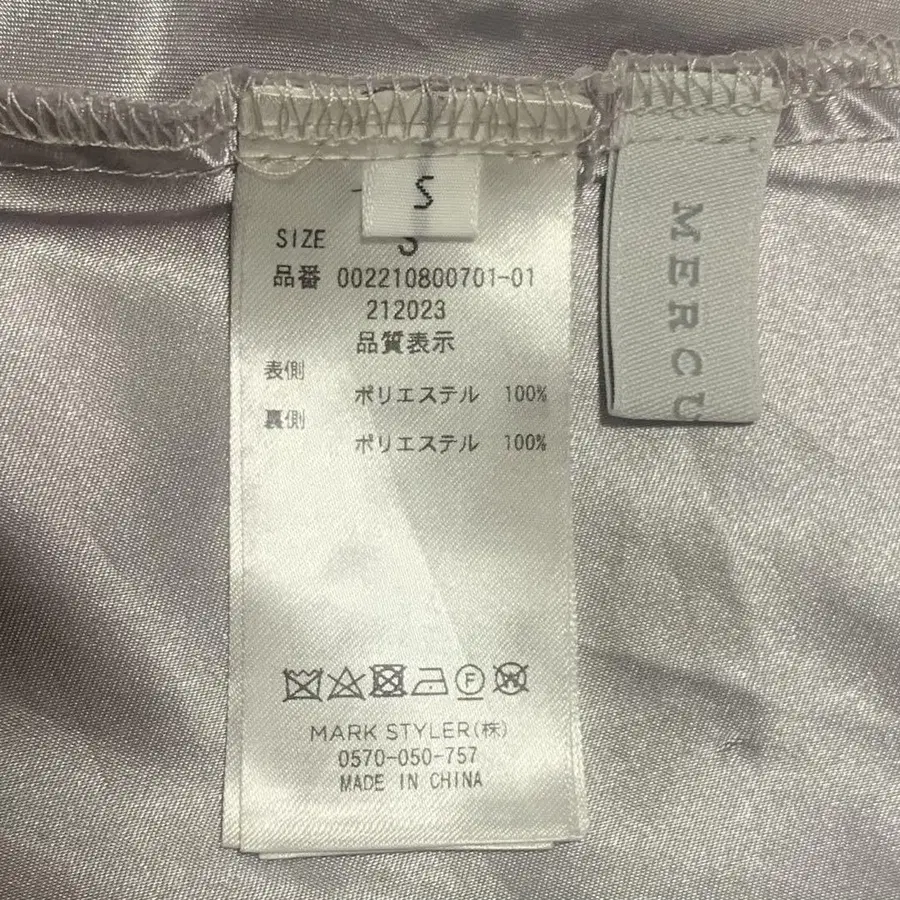 S
SIZE S
品番 002210800701-01
212023
品質表示
表側
ポリエステル 100%
裏側
ポリエステル 100%
F
W
MARK STYLER(株)
0570-050-757
MADE IN CHINA
MERCU